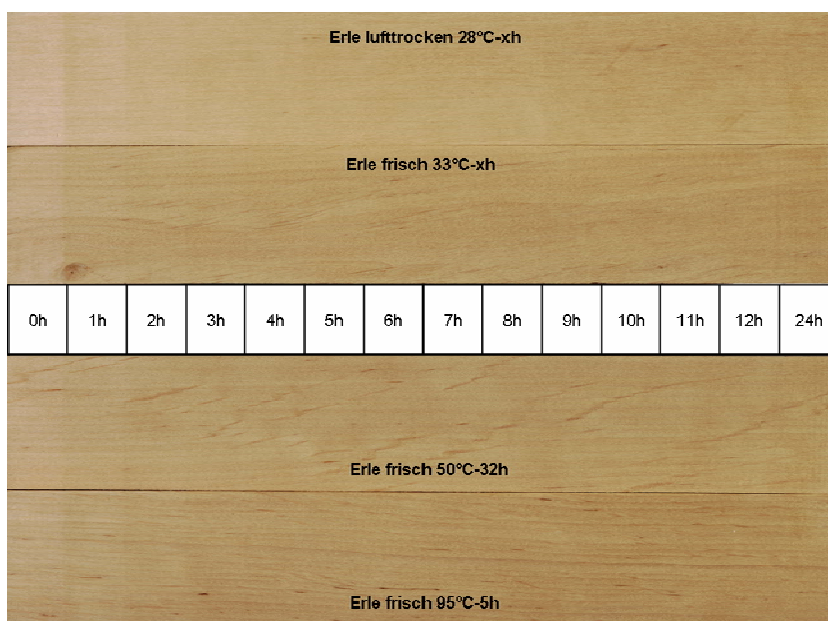 Erle lufttrocken 28°C-xh
Erle frisch 33°C-xh
0h 1h 2h 3h 4h 5h 6h 7h 8h 9h 10h 11h 12h 24h
Erle frisch 50°C-32h
Erle frisch 95°C-5h